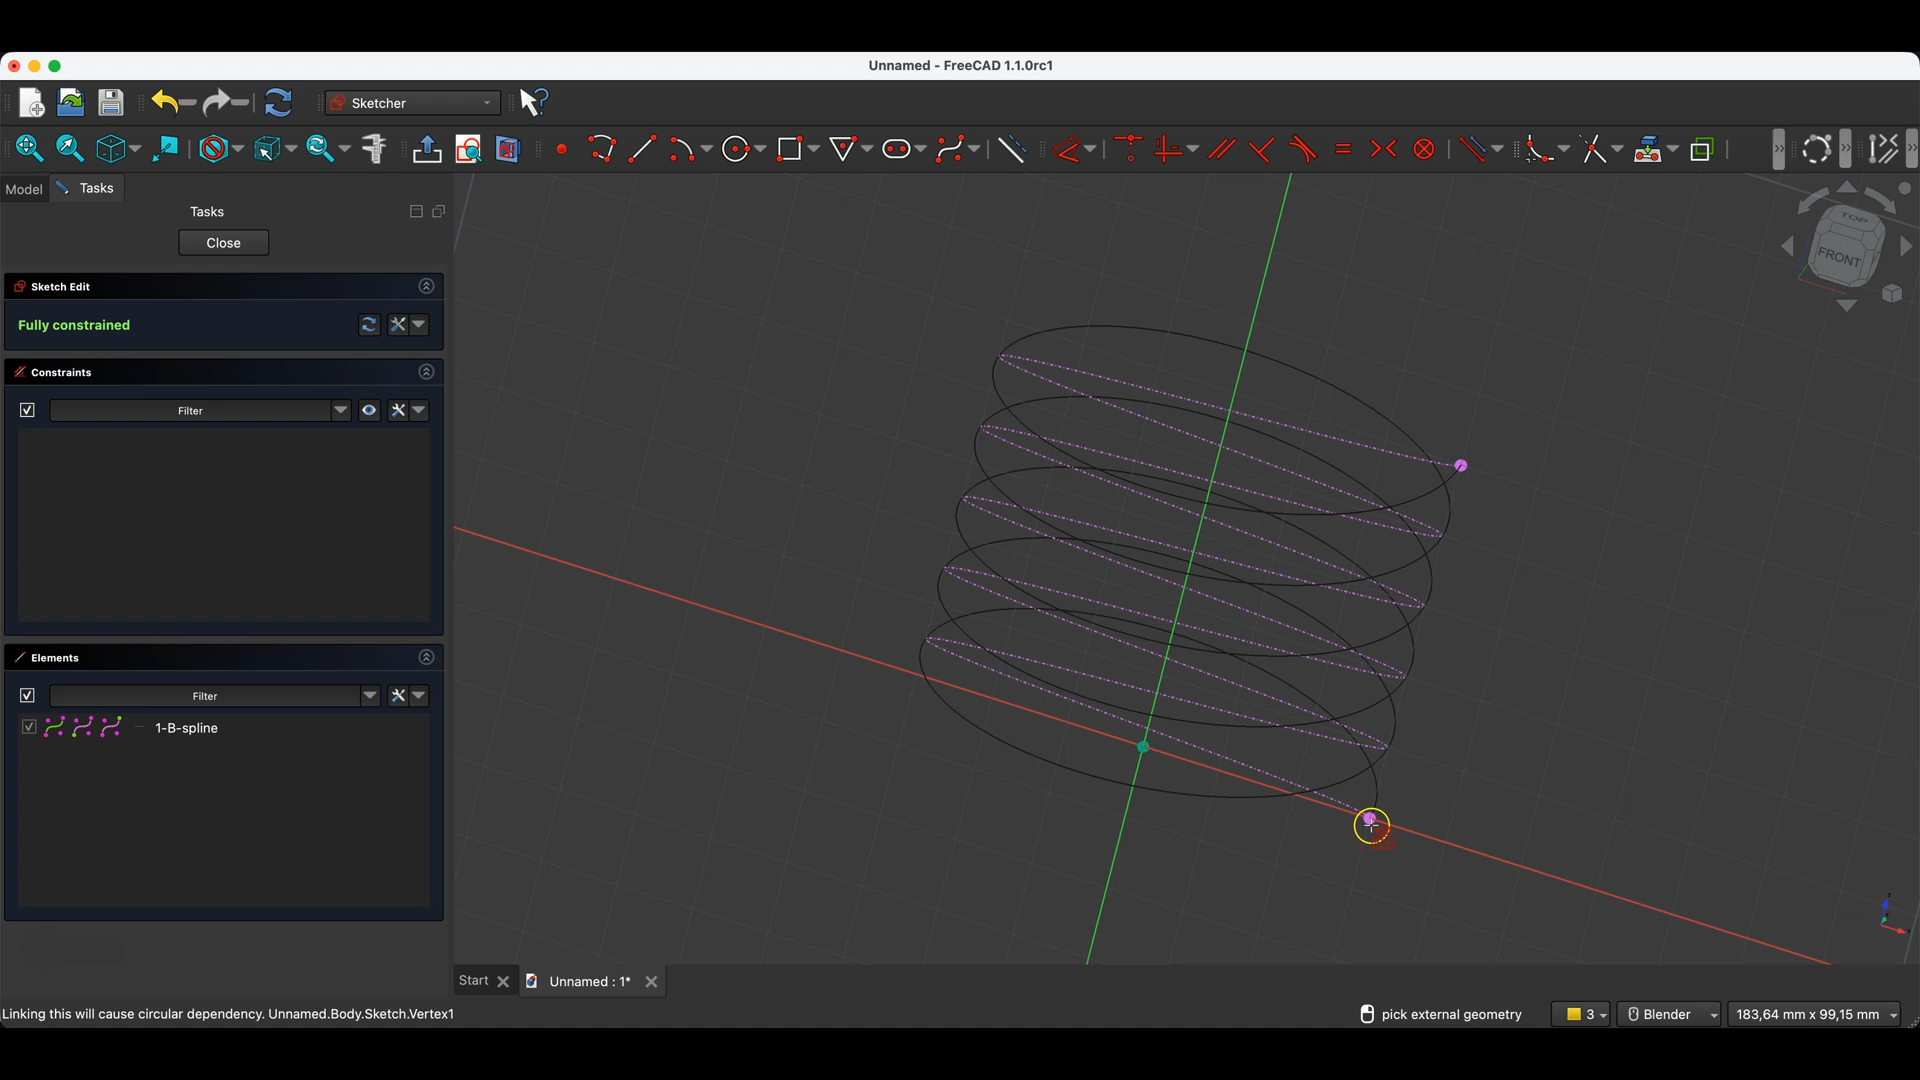 Unnamed - FreeCAD 1.1.0rc1
Sketcher
Model
Tasks
Tasks
Close
Sketch Edit
Fully constrained
Constraints
Filter
Elements
Filter
1-B-spline
TOP
FRONT
Start
Unnamed : 1*
Linking this will cause circular dependency. Unnamed.Body.Sketch.Vertex1
pick external geometry
3
Blender
183,64 mm x 99,15 mm